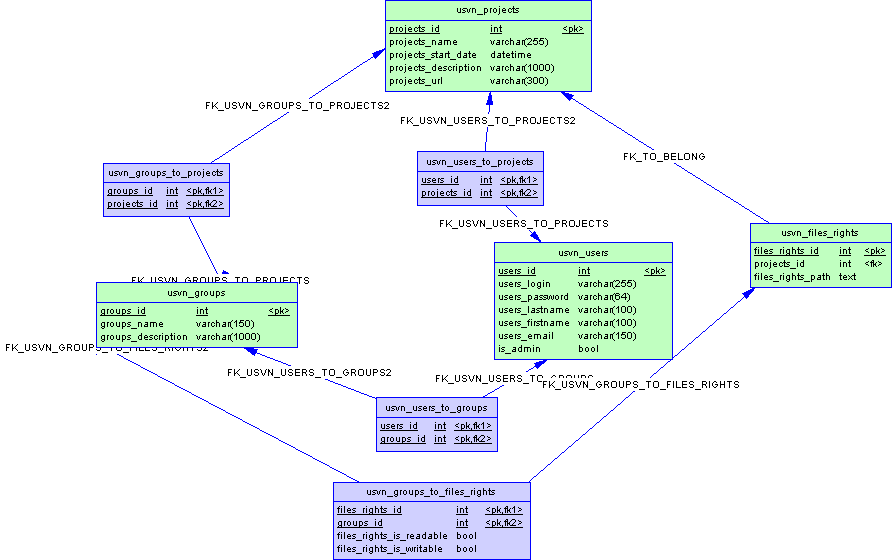 usvn_projects
projects_id int <pk>
projects_name varchar(255)
projects_start_date datetime
projects_description varchar(1000)
projects_url varchar(300)
FK_USVN_GROUPS_TO_PROJECTS2
FK_USVN_USERS_TO_PROJECTS2
FK_TO_BELONG
usvn_groups_to_projects
groups_id int <pk,fk1>
projects_id int <pk,fk2>
usvn_users_to_projects
users_id int <pk,fk1>
projects_id int <pk,fk2>
FK_USVN_USERS_TO_PROJECTS
usvn_files_rights
files_rights_id int <pk>
projects_id int <fk>
files_rights_path text
usvn_users
users_id int <pk>
users_login varchar(255)
users_password varchar(64)
users_lastname varchar(100)
users_firstname varchar(100)
users_email varchar(150)
is_admin bool
FK_USVN_GROUPS_TO_PROJECTS
usvn_groups
groups_id int <pk>
groups_name varchar(150)
groups_description varchar(1000)
FK_USVN_GROUPS_TO_FILES_RIGHTS2
FK_USVN_USERS_TO_GROUPS2
FK_USVN_USERS_TO_GROUPS
FK_USVN_GROUPS_TO_FILES_RIGHTS
usvn_users_to_groups
users_id int <pk,fk1>
groups_id int <pk,fk2>
usvn_groups_to_files_rights
files_rights_id int <pk,fk1>
groups_id int <pk,fk2>
files_rights_is_readable bool
files_rights_is_writable bool